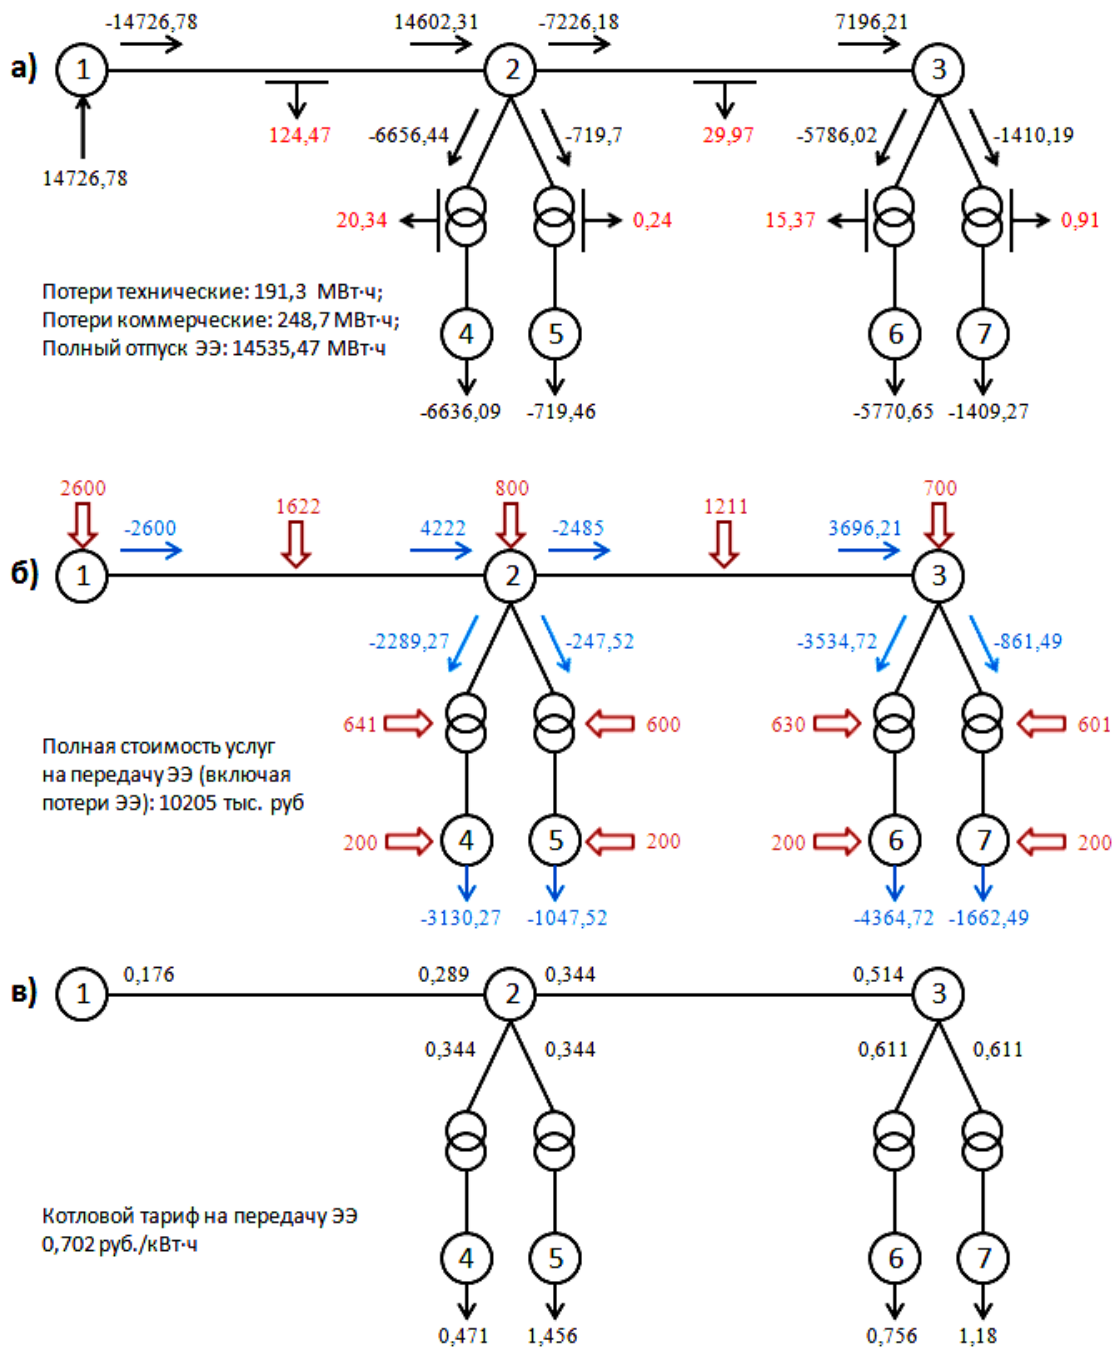 -14726,78 14602,31 -7226,18 7196,21
а) 1 2 3
124,47 -6656,44 -719,7 29,97 -5786,02 -1410,19
14726,78
20,34 0,24 15,37 0,91
Потери технические: 191,3 МВт·ч;
Потери коммерческие: 248,7 МВт·ч;
Полный отпуск ЭЭ: 14535,47 МВт·ч
4 5 6 7
-6636,09 -719,46 -5770,65 -1409,27
2600 1622 800 1211 700
-2600 4222 -2485 3696,21
б) 1 2 3
-2289,27 -247,52 -3534,72 -861,49
641 600 630 601
Полная стоимость услуг
на передачу ЭЭ (включая
потери ЭЭ): 10205 тыс. руб
200 4 5 200 200 6 7 200
-3130,27 -1047,52 -4364,72 -1662,49
0,176 0,289 0,344 0,514
в) 1 2 3
0,344 0,344 0,611 0,611
Котловой тариф на передачу ЭЭ
0,702 руб./кВт·ч
4 5 6 7
0,471 1,456 0,756 1,18